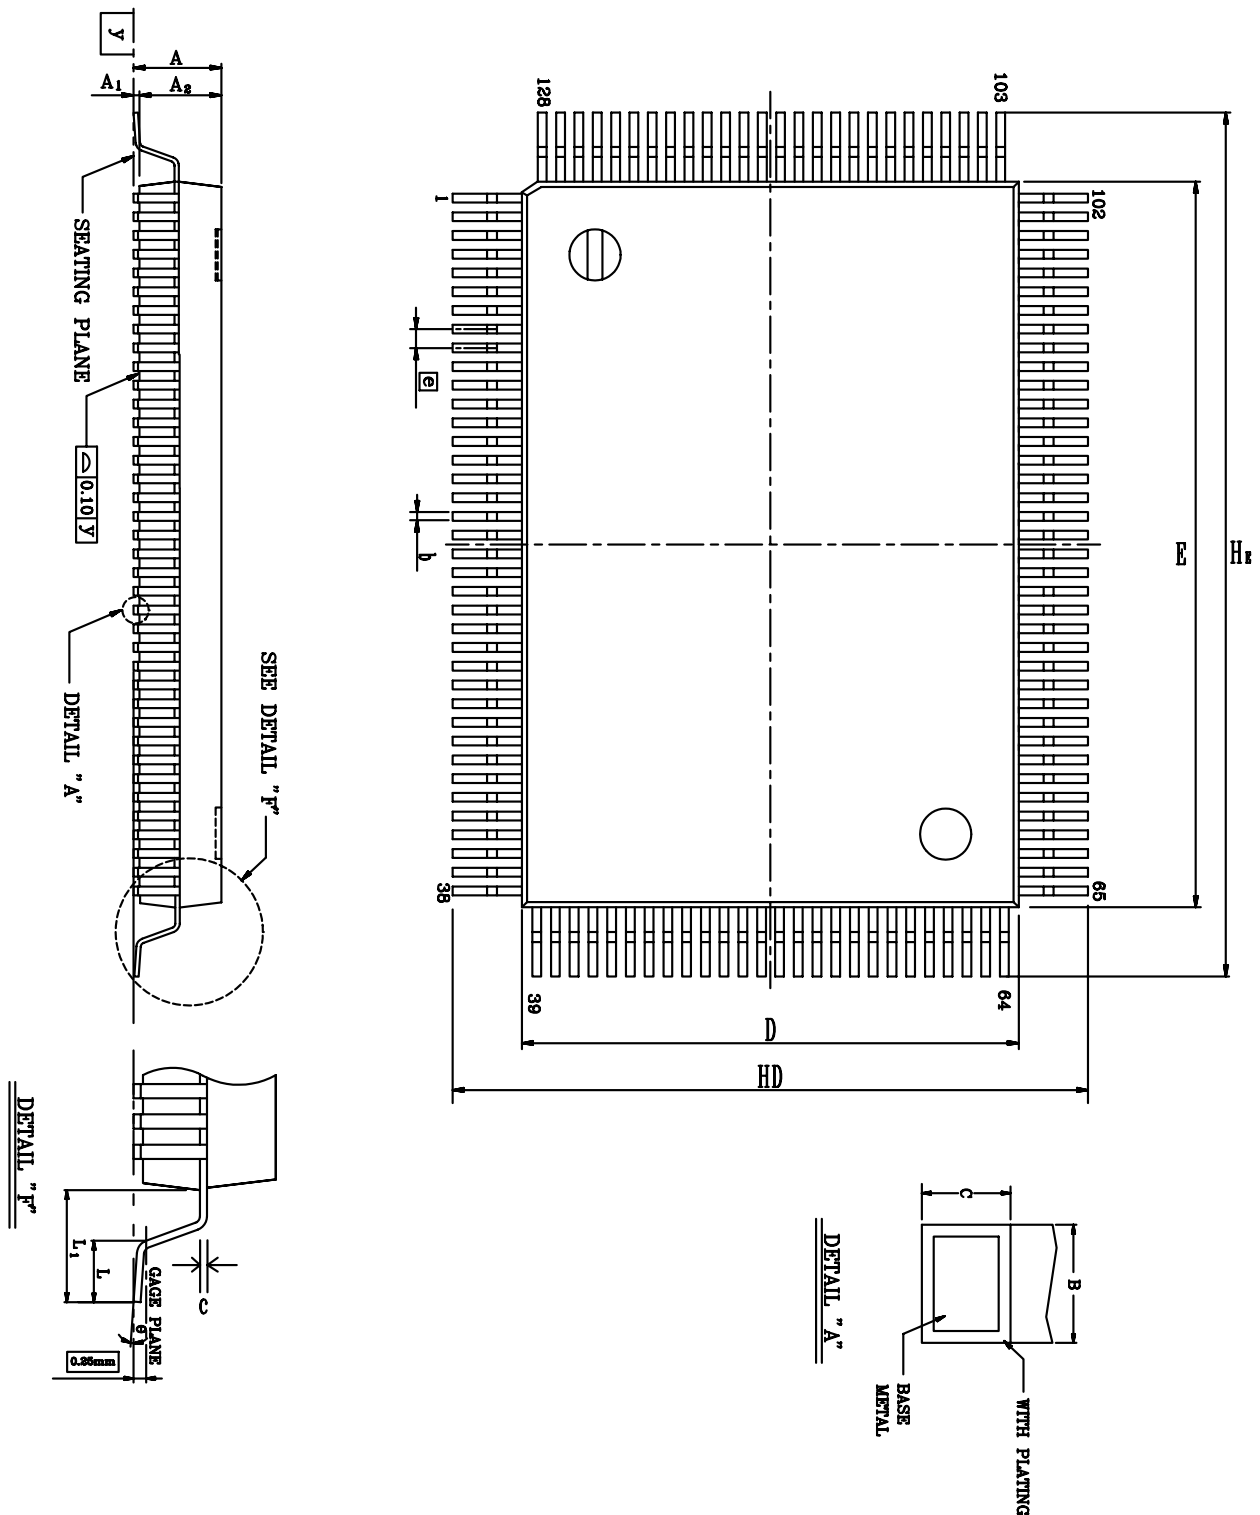 128
103
1
102
38
65
39
64
e
b
E
HE
D
HD
y
A
A1
A2
SEATING PLANE
0.10 y
DETAIL "A"
SEE DETAIL "F"
L1
L
C
θ
GAGE PLANE
0.25mm
DETAIL "F"
C
B
BASE
METAL
WITH PLATING
DETAIL "A"